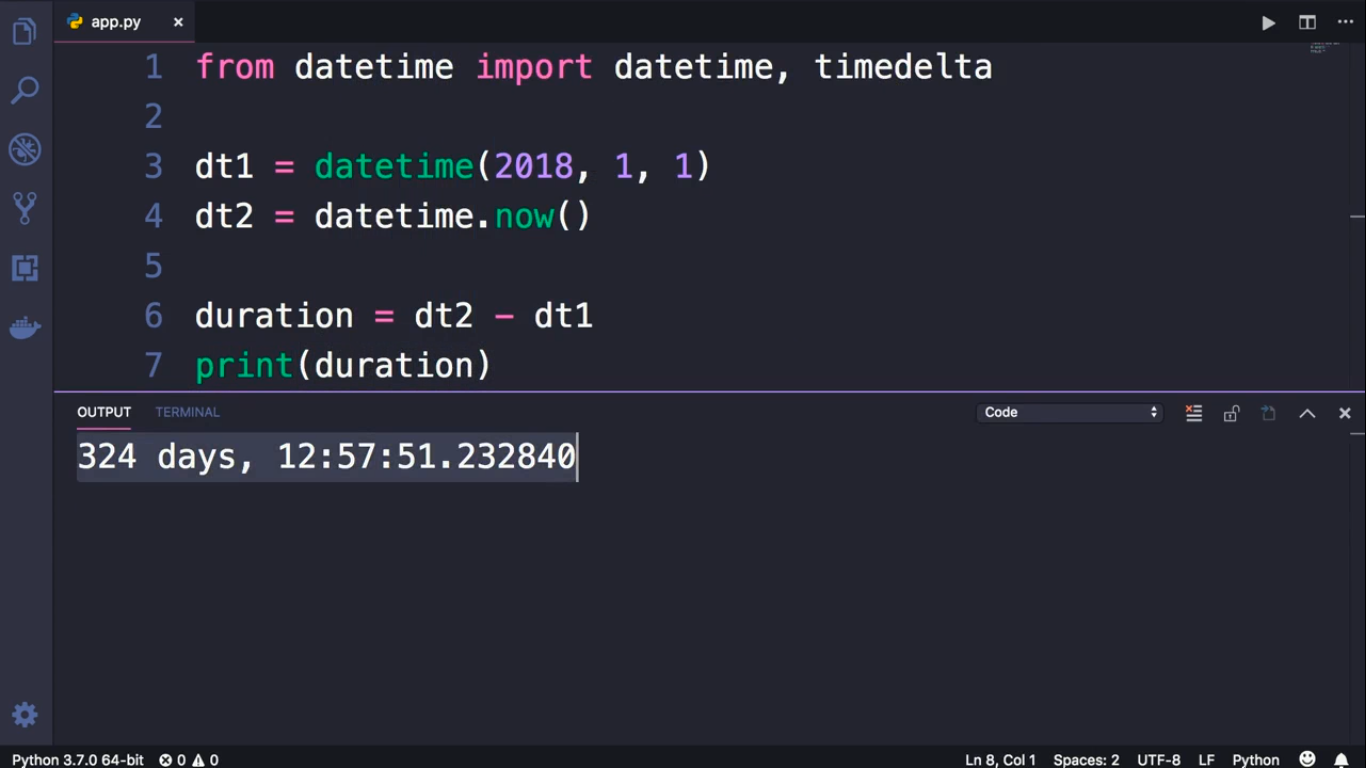 app.py
1 from datetime import datetime, timedelta
2
3 dt1 = datetime(2018, 1, 1)
4 dt2 = datetime.now()
5
6 duration = dt2 - dt1
7 print(duration)
OUTPUT TERMINAL Code
324 days, 12:57:51.232840
Python 3.7.0 64-bit 0 0 Ln 8, Col 1 Spaces: 2 UTF-8 LF Python